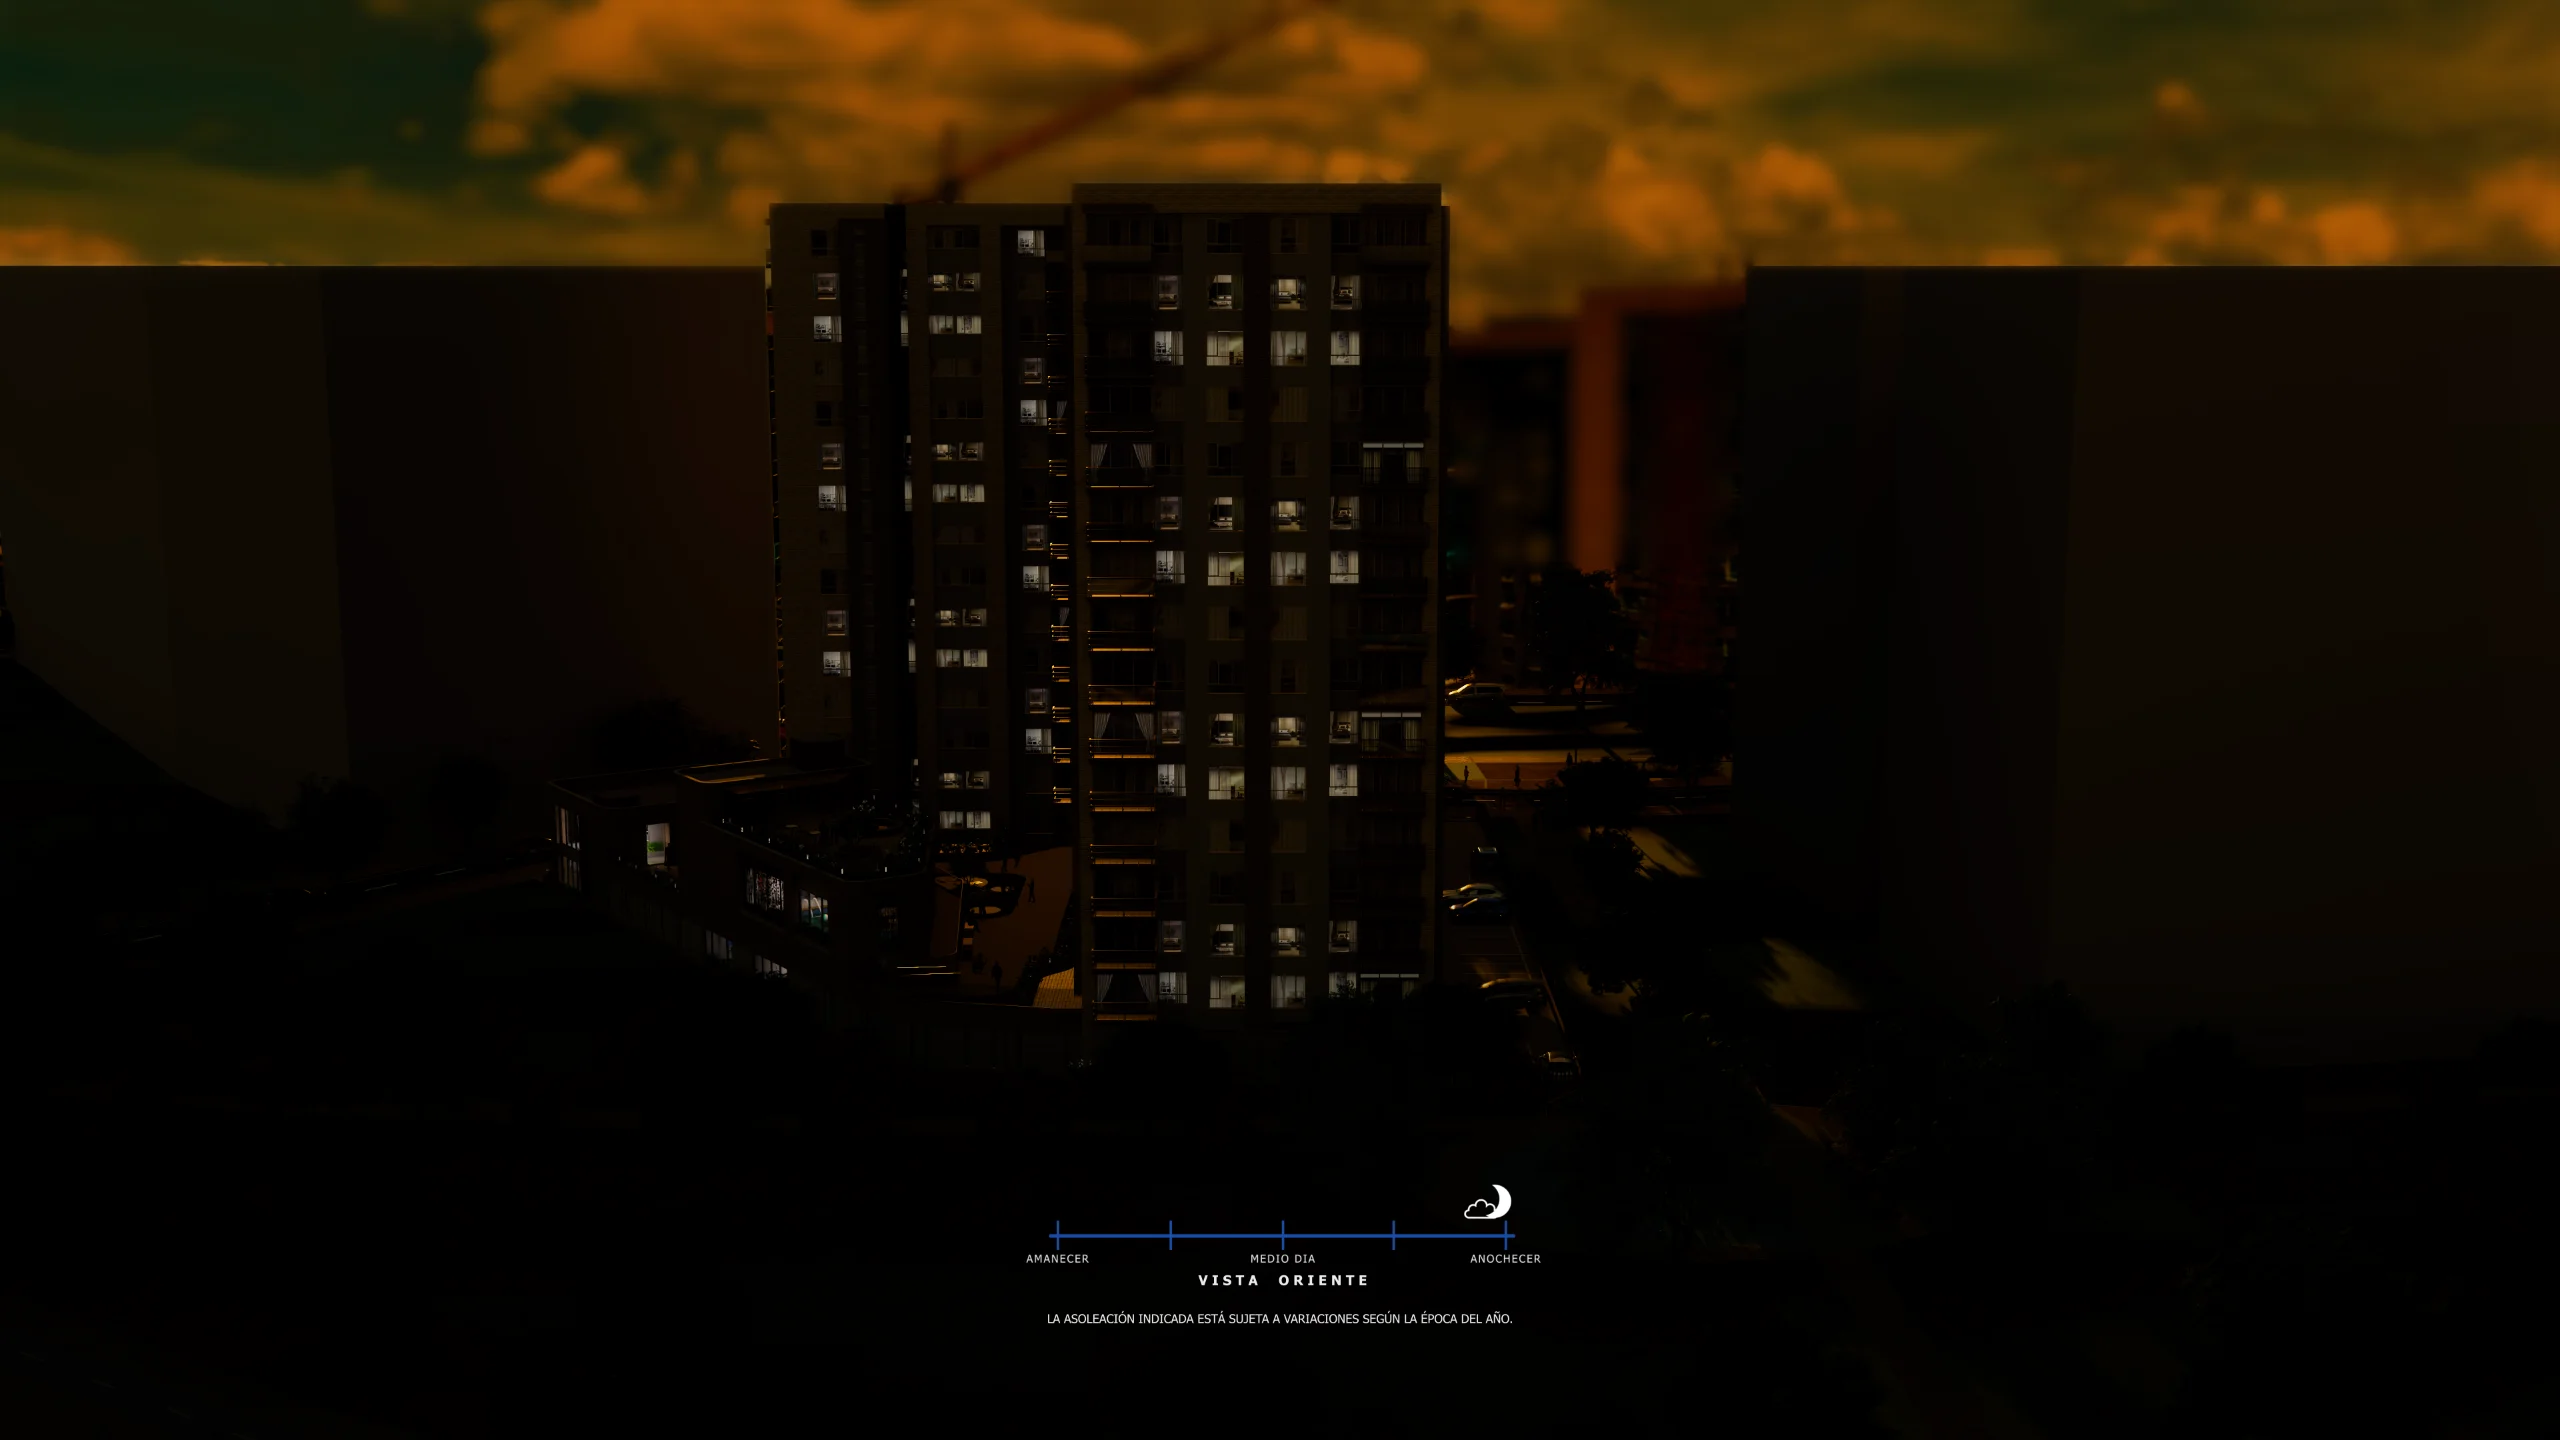 AMANECER MEDIO DIA ANOCHECER
VISTA ORIENTE
LA ASOLEACIÓN INDICADA ESTÁ SUJETA A VARIACIONES SEGÚN LA ÉPOCA DEL AÑO.